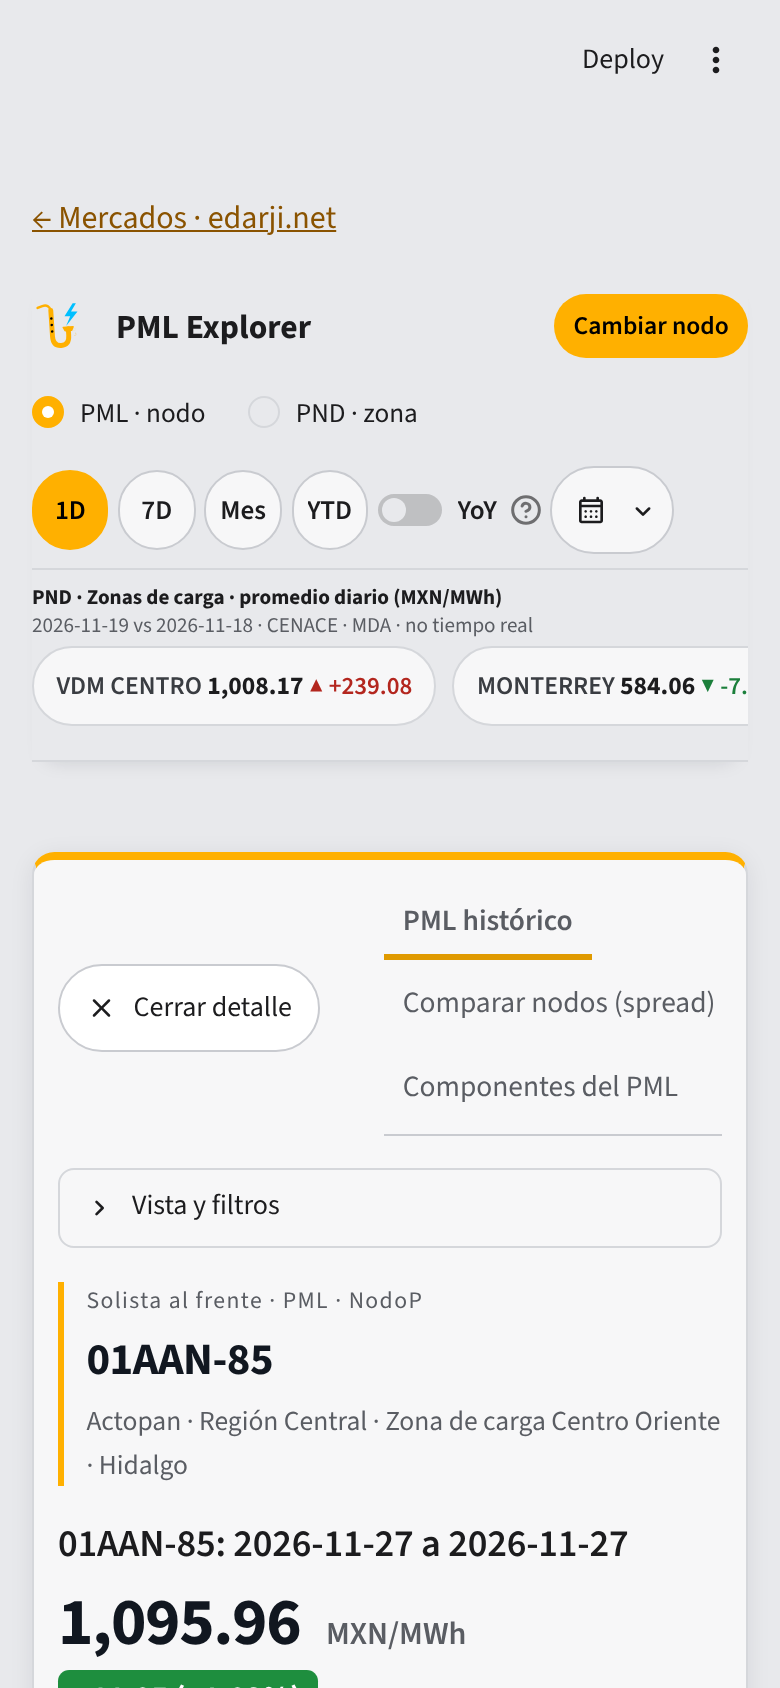 Deploy
← Mercados · edarji.net
PML Explorer
Cambiar nodo
PML · nodo PND · zona
1D 7D Mes YTD YoY ?
PND · Zonas de carga · promedio diario (MXN/MWh)
2026-11-19 vs 2026-11-18 · CENACE · MDA · no tiempo real
VDM CENTRO 1,008.17 ▲ +239.08 MONTERREY 584.06 ▼ -7.
PML histórico
Cerrar detalle
Comparar nodos (spread)
Componentes del PML
Vista y filtros
Solista al frente · PML · NodoP
01AAN-85
Actopan · Región Central · Zona de carga Centro Oriente
· Hidalgo
01AAN-85: 2026-11-27 a 2026-11-27
1,095.96 MXN/MWh